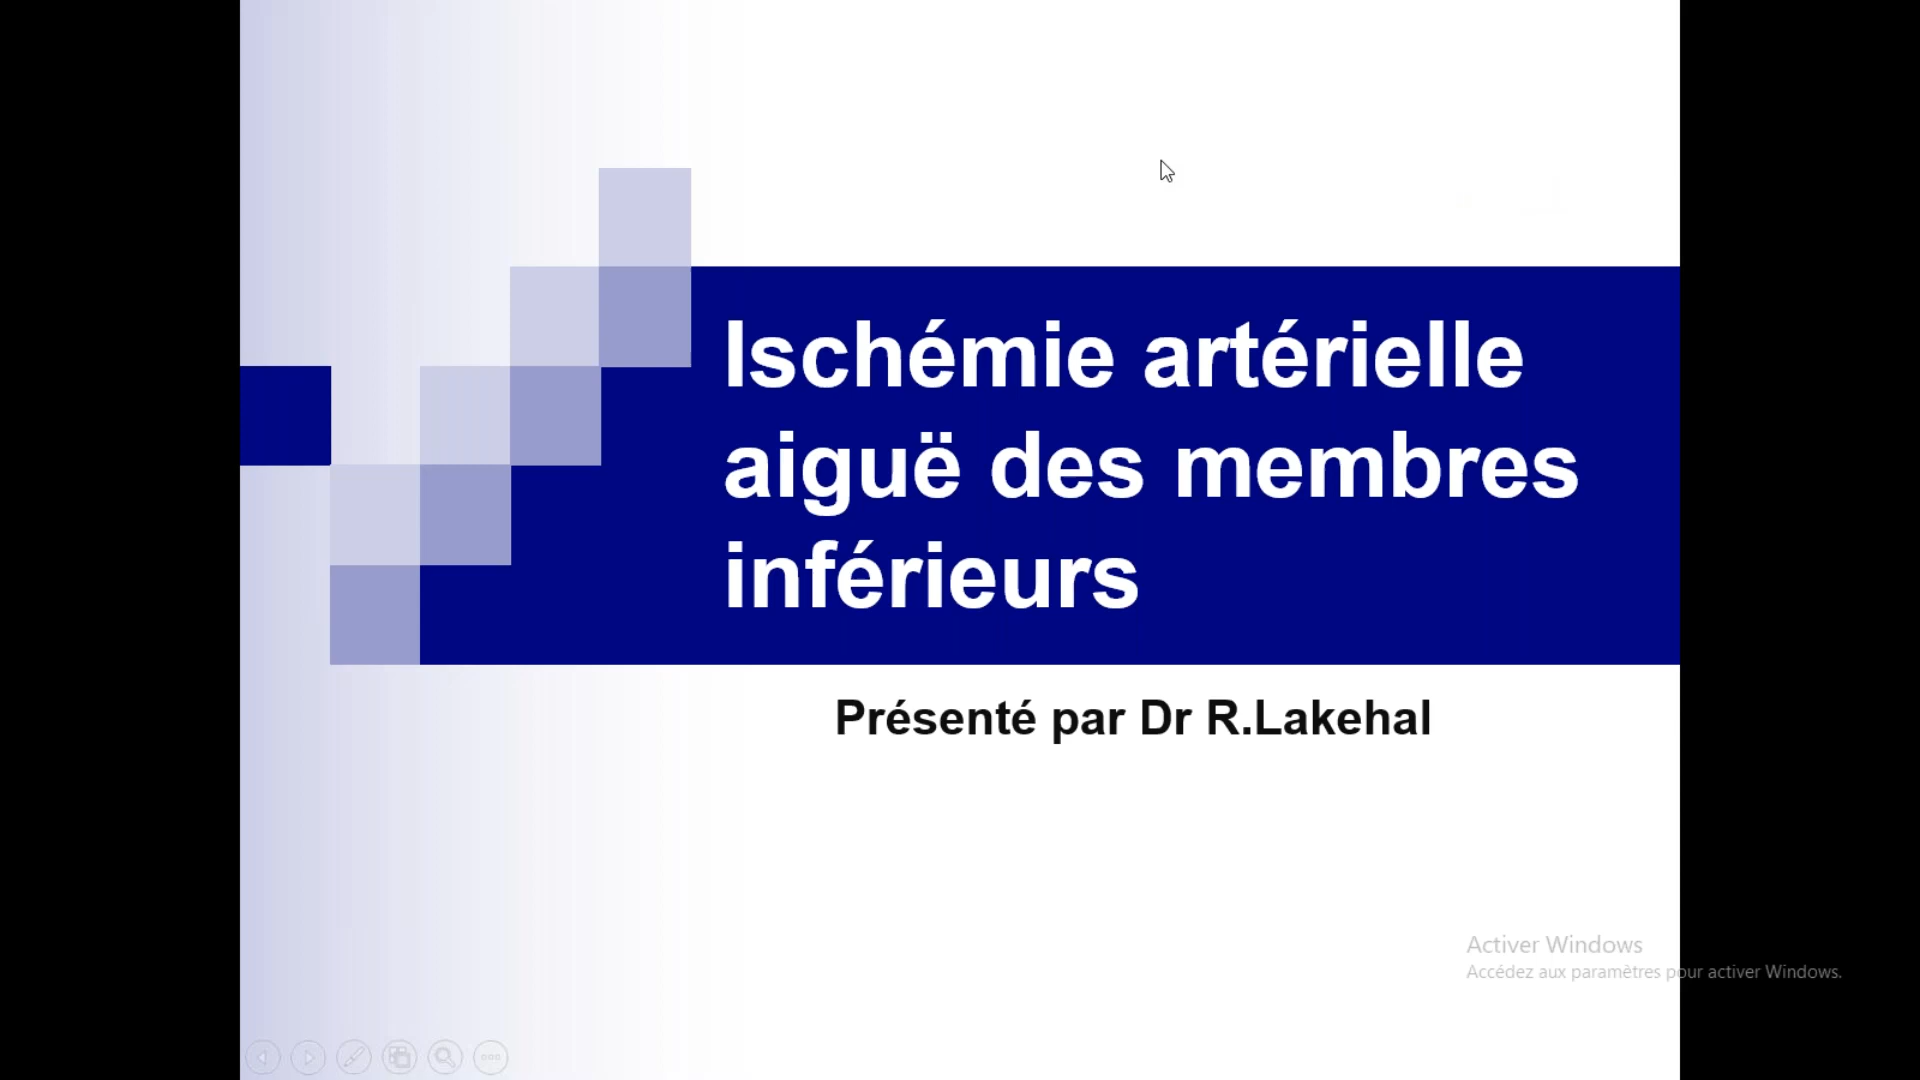 Ischémie artérielle
aiguë des membres
inférieurs
Présenté par Dr R.Lakehal
Activer Windows
Accédez aux paramètres pour activer Windows.